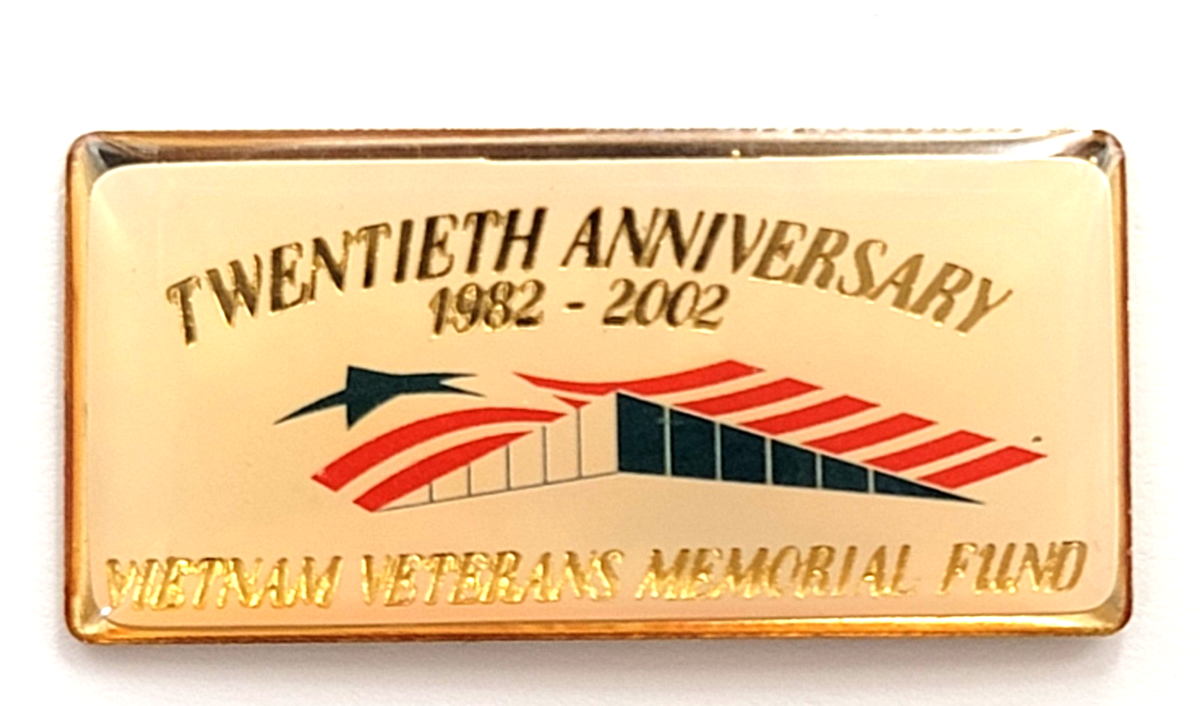 TWENTIETH ANNIVERSARY
1982 - 2002
VIETNAM VETERANS MEMORIAL FUND